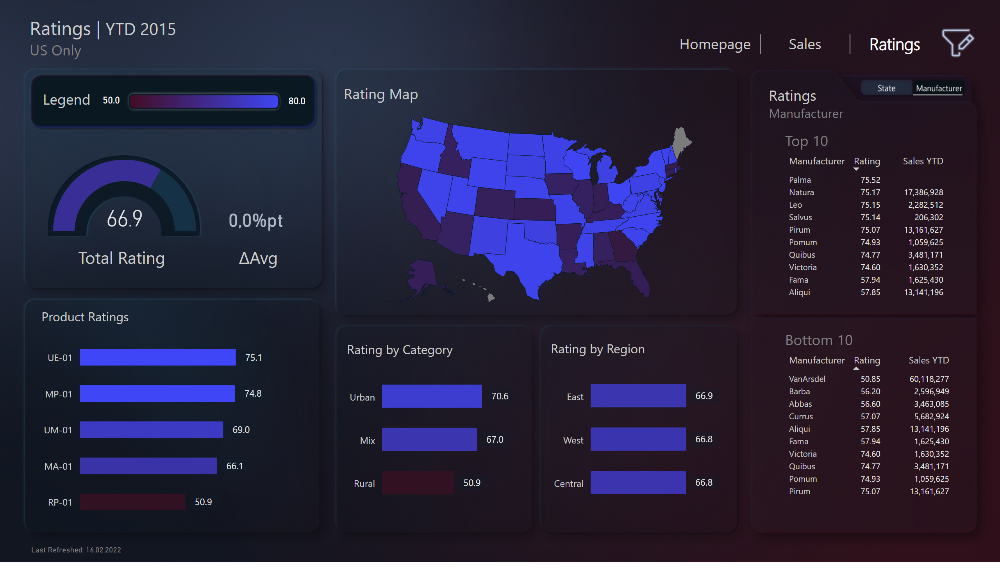 Ratings | YTD 2015
US Only
Homepage
Sales
Ratings
Legend 50.0 80.0
66.9
Total Rating
0,0%pt
ΔAvg
Rating Map
State Manufacturer
Ratings
Manufacturer
Top 10
Manufacturer Rating Sales YTD
Palma 75.52
Natura 75.17 17,386,928
Leo 75.15 2,282,512
Salvus 75.14 206,302
Pirum 75.07 13,161,627
Pomum 74.93 1,059,625
Quibus 74.77 3,481,171
Victoria 74.60 1,630,352
Fama 57.94 1,625,430
Aliqui 57.85 13,141,196
Product Ratings
UE-01 75.1
MP-01 74.8
UM-01 69.0
MA-01 66.1
RP-01 50.9
Rating by Category
Urban 70.6
Mix 67.0
Rural 50.9
Rating by Region
East 66.9
West 66.8
Central 66.8
Bottom 10
Manufacturer Rating Sales YTD
VanArsdel 50.85 60,118,277
Barba 56.20 2,596,949
Abbas 56.60 3,463,085
Currus 57.07 5,682,924
Aliqui 57.85 13,141,196
Fama 57.94 1,625,430
Victoria 74.60 1,630,352
Quibus 74.77 3,481,171
Pomum 74.93 1,059,625
Pirum 75.07 13,161,627
Last Refreshed: 16.02.2022